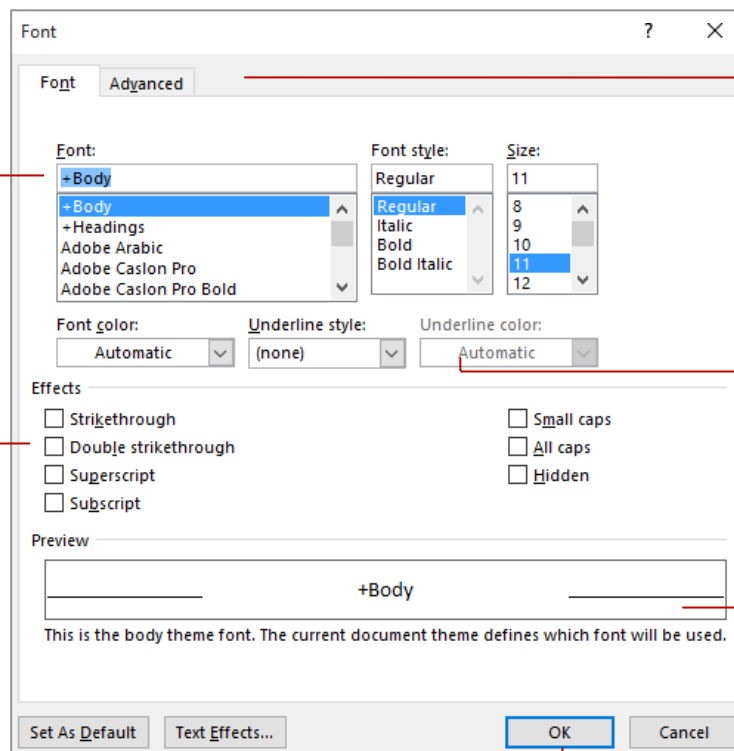 Font ? ×
Font Advanced
Font: Font style: Size:
+Body Regular 11
+Body Regular 8
+Headings Italic 9
Adobe Arabic Bold 10
Adobe Caslon Pro Bold Italic 11
Adobe Caslon Pro Bold 12
Font color: Underline style: Underline color:
Automatic (none) Automatic
Effects
Strikethrough Small caps
Double strikethrough All caps
Superscript Hidden
Subscript
Preview
+Body
This is the body theme font. The current document theme defines which font will be used.
Set As Default Text Effects... OK Cancel